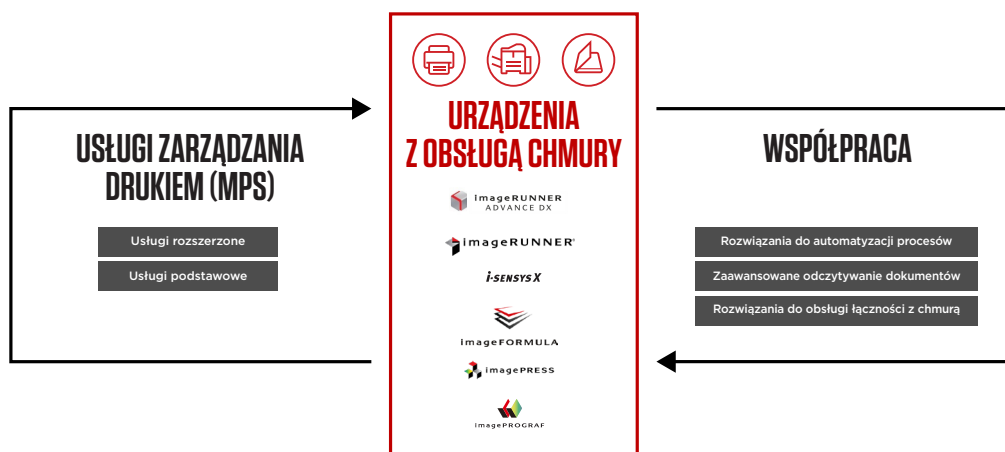 USŁUGI ZARZĄDZANIA
DRUKIEM (MPS)
Usługi rozszerzone
Usługi podstawowe
URZĄDZENIA
Z OBSŁUGĄ CHMURY
imageRUNNER
ADVANCE DX
imageRUNNER®
i-SENSYS X
imageFORMULA
imagePRESS
imagePROGRAF
WSPÓŁPRACA
Rozwiązania do automatyzacji procesów
Zaawansowane odczytywanie dokumentów
Rozwiązania do obsługi łączności z chmurą